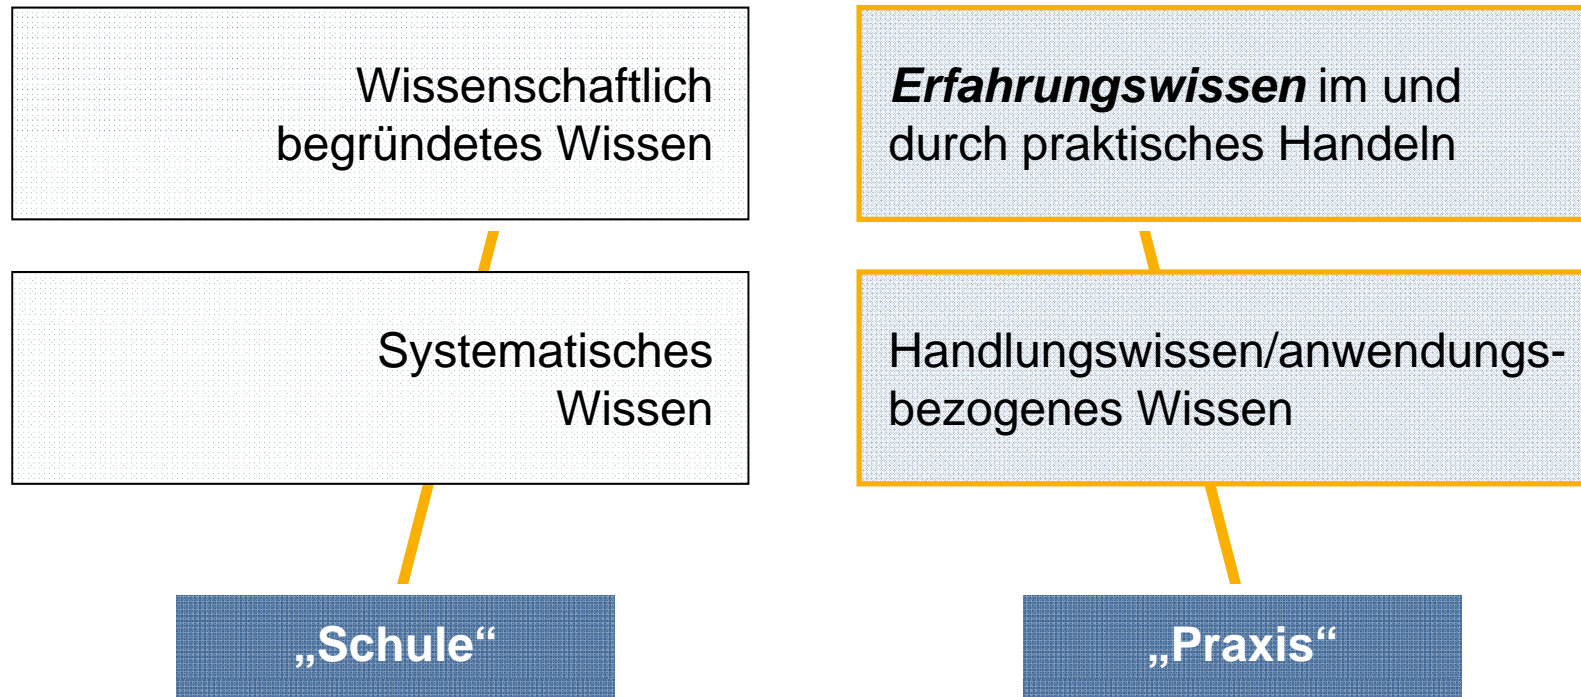 Wissenschaftlich
begründetes Wissen
Erfahrungswissen im und
durch praktisches Handeln
Systematisches
Wissen
Handlungswissen/anwendungs-
bezogenes Wissen
„Schule“
„Praxis“